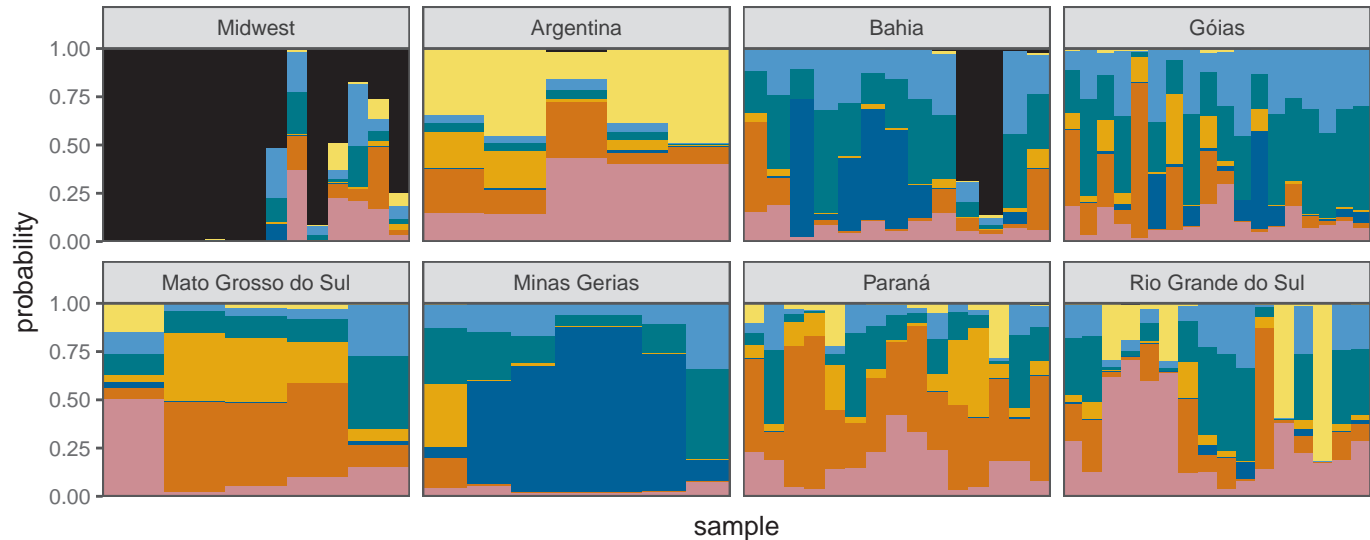 Midwest
Argentina
Bahia
Góias
1.00
0.75
0.50
0.25
0.00
probability
Mato Grosso do Sul
Minas Gerias
Paraná
Rio Grande do Sul
1.00
0.75
0.50
0.25
0.00
sample